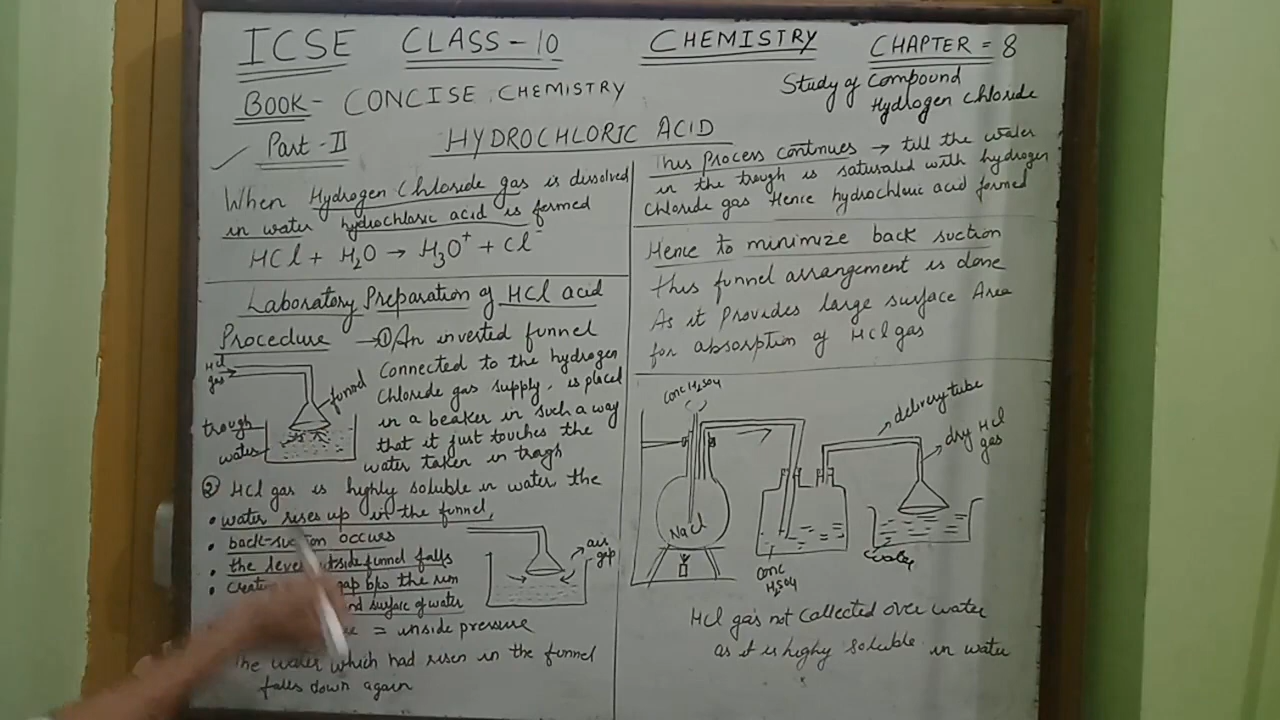 ICSE CLASS-10 CHEMISTRY CHAPTER = 8
BOOK- CONCISE CHEMISTRY
Study of Compound
Hydrogen Chloride
Part-II HYDROCHLORIC ACID
When Hydrogen Chloride gas is dissolved
in water hydrochloric acid is formed
HCl + H₂O → H₃O⁺ + Cl⁻
Laboratory Preparation of HCl acid
Procedure → ① An inverted funnel
Connected to the hydrogen
Chloride gas supply, is placed
in a beaker in such a way
that it just touches the
water taken in trough
HCl
gas
funnel
trough
water
② HCl gas is highly soluble in water the
• water rises up in the funnel,
• back-suction occurs
• the level outside funnel falls
• gap b/w the rim
and surface of water
air
gap
= inside pressure
The water which had risen in the funnel
falls down again
This Process continues → till the water
in the trough is saturated with hydrogen
Chloride gas Hence hydrochloric acid formed
Hence to minimize back suction
This funnel arrangement is done
As it Provides large surface Area
for absorption of HCl gas
Conc H₂SO₄
delivery tube
dry HCl
gas
NaCl
Conc
H₂SO₄
Water
HCl gas not Collected over water
as it is highly soluble in water